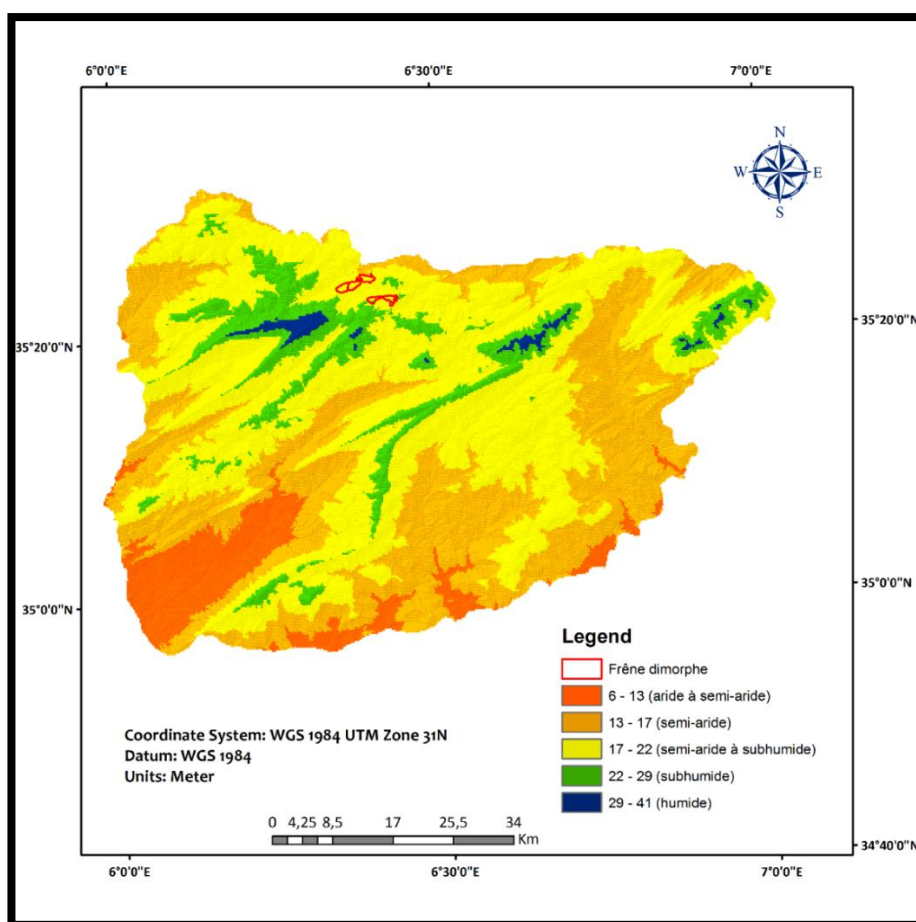 6°0'0"E 6°30'0"E 7°0'0"E
N
W E
S
35°20'0"N
35°20'0"N
35°0'0"N
35°0'0"N
Legend
Frêne dimorphe
6 - 13 (aride à semi-aride)
13 - 17 (semi-aride)
17 - 22 (semi-aride à subhumide)
22 - 29 (subhumide)
29 - 41 (humide)
Coordinate System: WGS 1984 UTM Zone 31N
Datum: WGS 1984
Units: Meter
0 4,25 8,5 17 25,5 34
Km
34°40'0"N
6°0'0"E 6°30'0"E 7°0'0"E